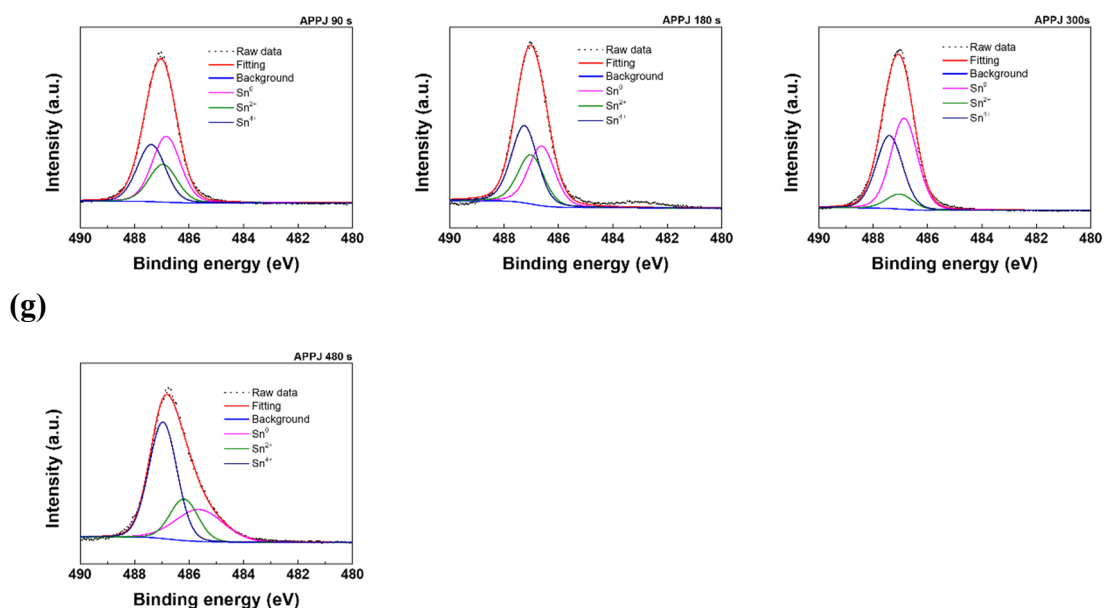 APPJ 90 s
Intensity (a.u.)
Raw data
Fitting
Background
Sn⁰
Sn²⁺
Sn⁴⁺
490 488 486 484 482 480
Binding energy (eV)
APPJ 180 s
Intensity (a.u.)
Raw data
Fitting
Background
Sn⁰
Sn²⁺
Sn⁴⁺
490 488 486 484 482 480
Binding energy (eV)
APPJ 300s
Intensity (a.u.)
Raw data
Fitting
Background
Sn⁰
Sn²⁺
Sn⁴⁺
490 488 486 484 482 480
Binding energy (eV)
(g)
APPJ 480 s
Intensity (a.u.)
Raw data
Fitting
Background
Sn⁰
Sn²⁺
Sn⁴⁺
490 488 486 484 482 480
Binding energy (eV)